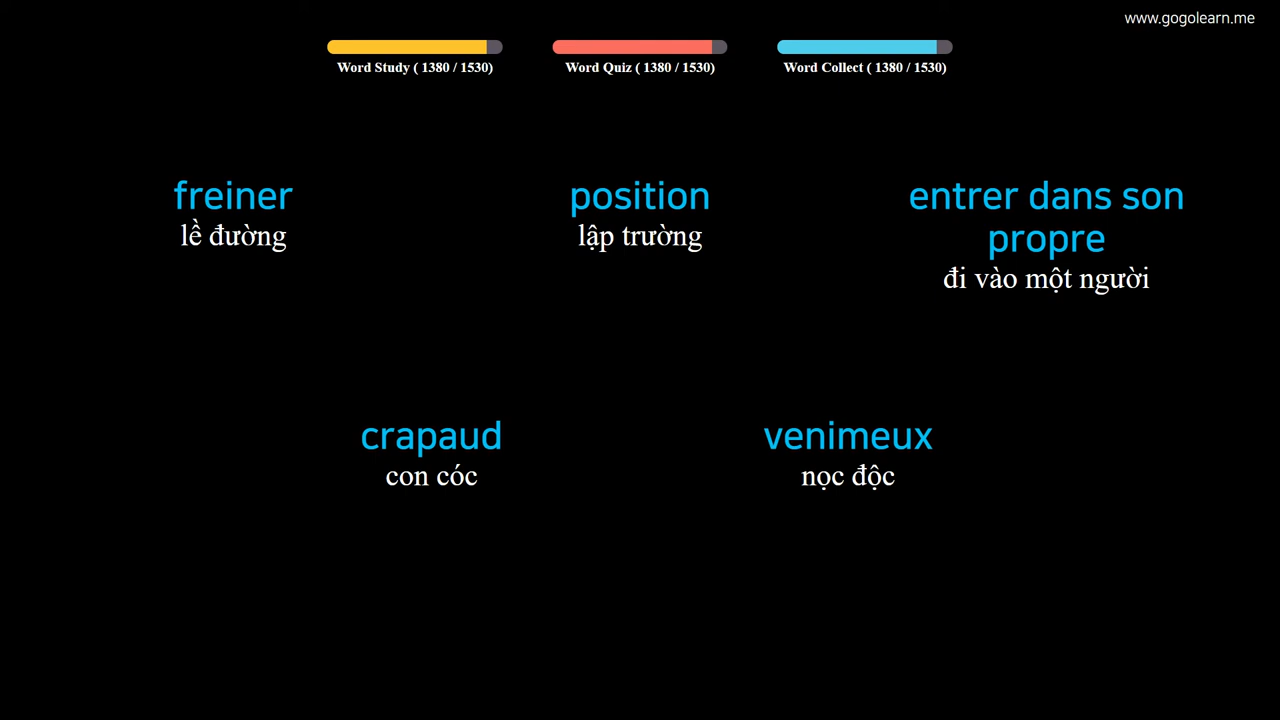 www.gogolearn.me
Word Study ( 1380 / 1530)
Word Quiz ( 1380 / 1530)
Word Collect ( 1380 / 1530)
freiner
lề đường
position
lập trường
entrer dans son
propre
đi vào một người
crapaud
con cóc
venimeux
nọc độc